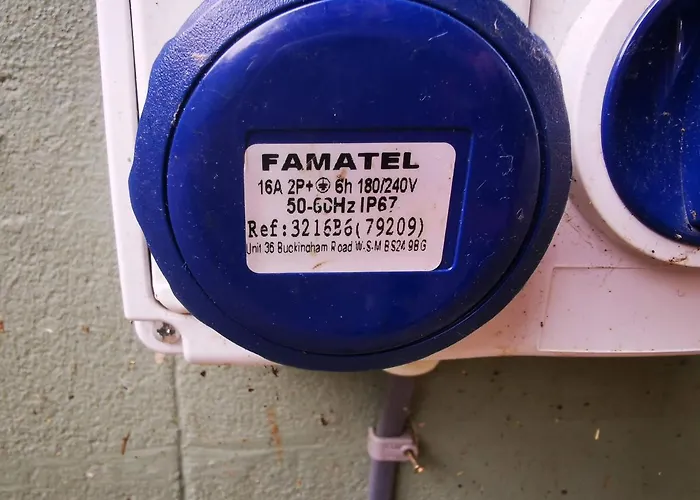 FAMATEL
16A 2P+⏚ 6h 180/240V
50-60Hz IP67
Ref:3216B6(79209)
Unit 36 Buckingham Road W-S-M BS24 9BG